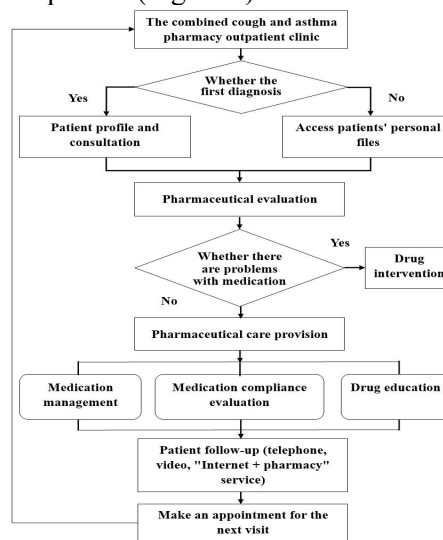 The combined cough and asthma
pharmacy outpatient clinic
Whether the
first diagnosis
Yes
No
Patient profile and
consultation
Access patients' personal
files
Pharmaceutical evaluation
Whether there
are problems
with medication
Yes
Drug
intervention
No
Pharmaceutical care provision
Medication
management
Medication compliance
evaluation
Drug education
Patient follow-up (telephone,
video, "Internet + pharmacy"
service)
Make an appointment for the
next visit